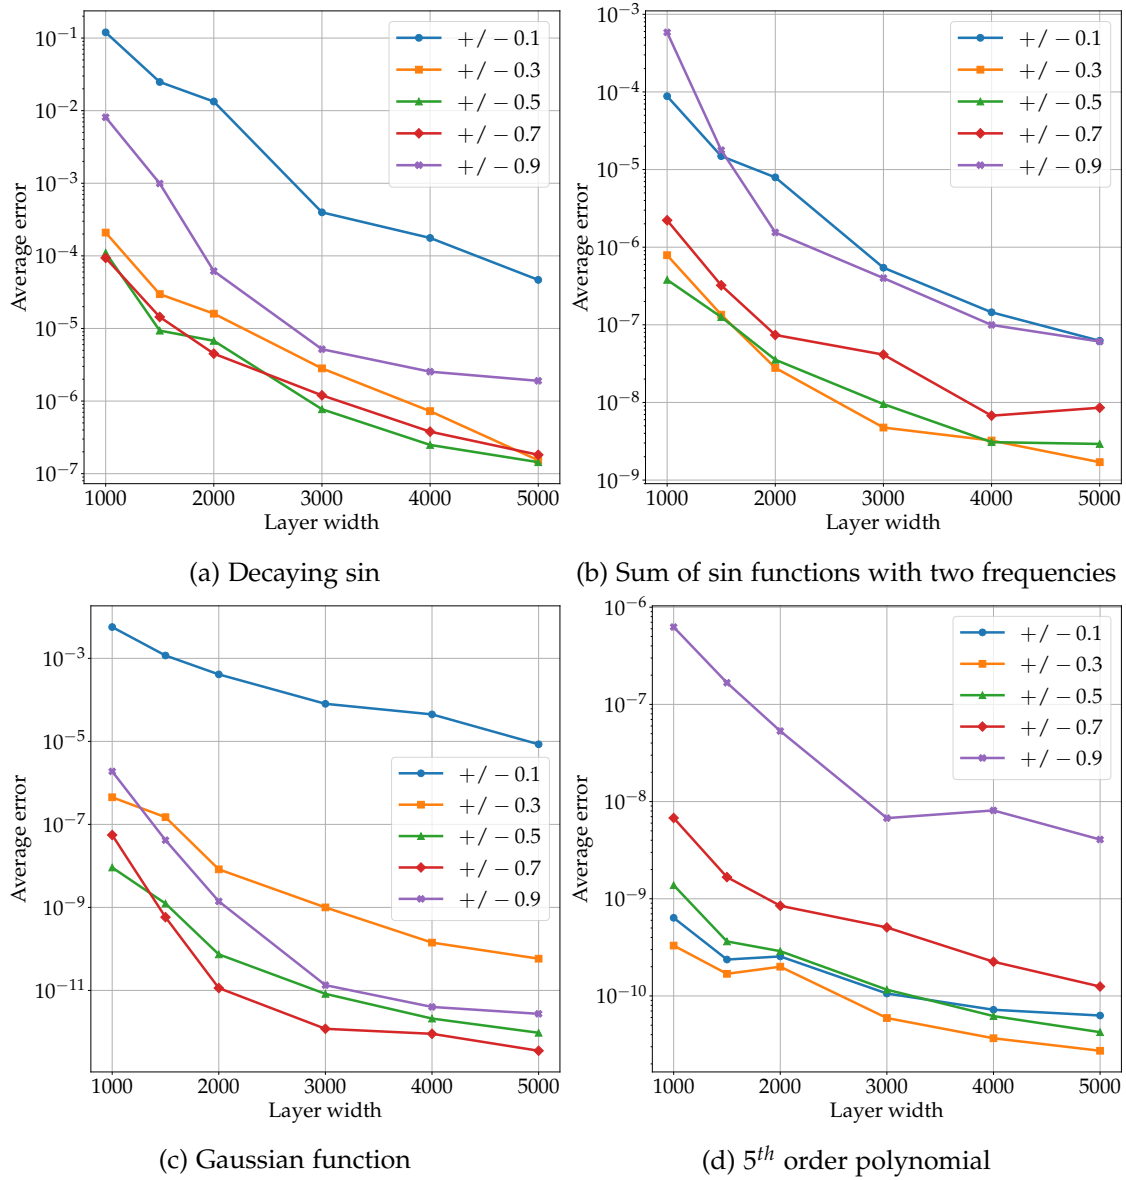 10⁻¹
10⁻²
10⁻³
10⁻⁴
10⁻⁵
10⁻⁶
10⁻⁷
Average error
1000 2000 3000 4000 5000
Layer width
+/ − 0.1
+/ − 0.3
+/ − 0.5
+/ − 0.7
+/ − 0.9
(a) Decaying sin
10⁻³
10⁻⁴
10⁻⁵
10⁻⁶
10⁻⁷
10⁻⁸
10⁻⁹
Average error
1000 2000 3000 4000 5000
Layer width
+/ − 0.1
+/ − 0.3
+/ − 0.5
+/ − 0.7
+/ − 0.9
(b) Sum of sin functions with two frequencies
10⁻³
10⁻⁵
10⁻⁷
10⁻⁹
10⁻¹¹
Average error
1000 2000 3000 4000 5000
Layer width
+/ − 0.1
+/ − 0.3
+/ − 0.5
+/ − 0.7
+/ − 0.9
(c) Gaussian function
10⁻⁶
10⁻⁷
10⁻⁸
10⁻⁹
10⁻¹⁰
Average error
1000 2000 3000 4000 5000
Layer width
+/ − 0.1
+/ − 0.3
+/ − 0.5
+/ − 0.7
+/ − 0.9
(d) 5ᵗʰ order polynomial